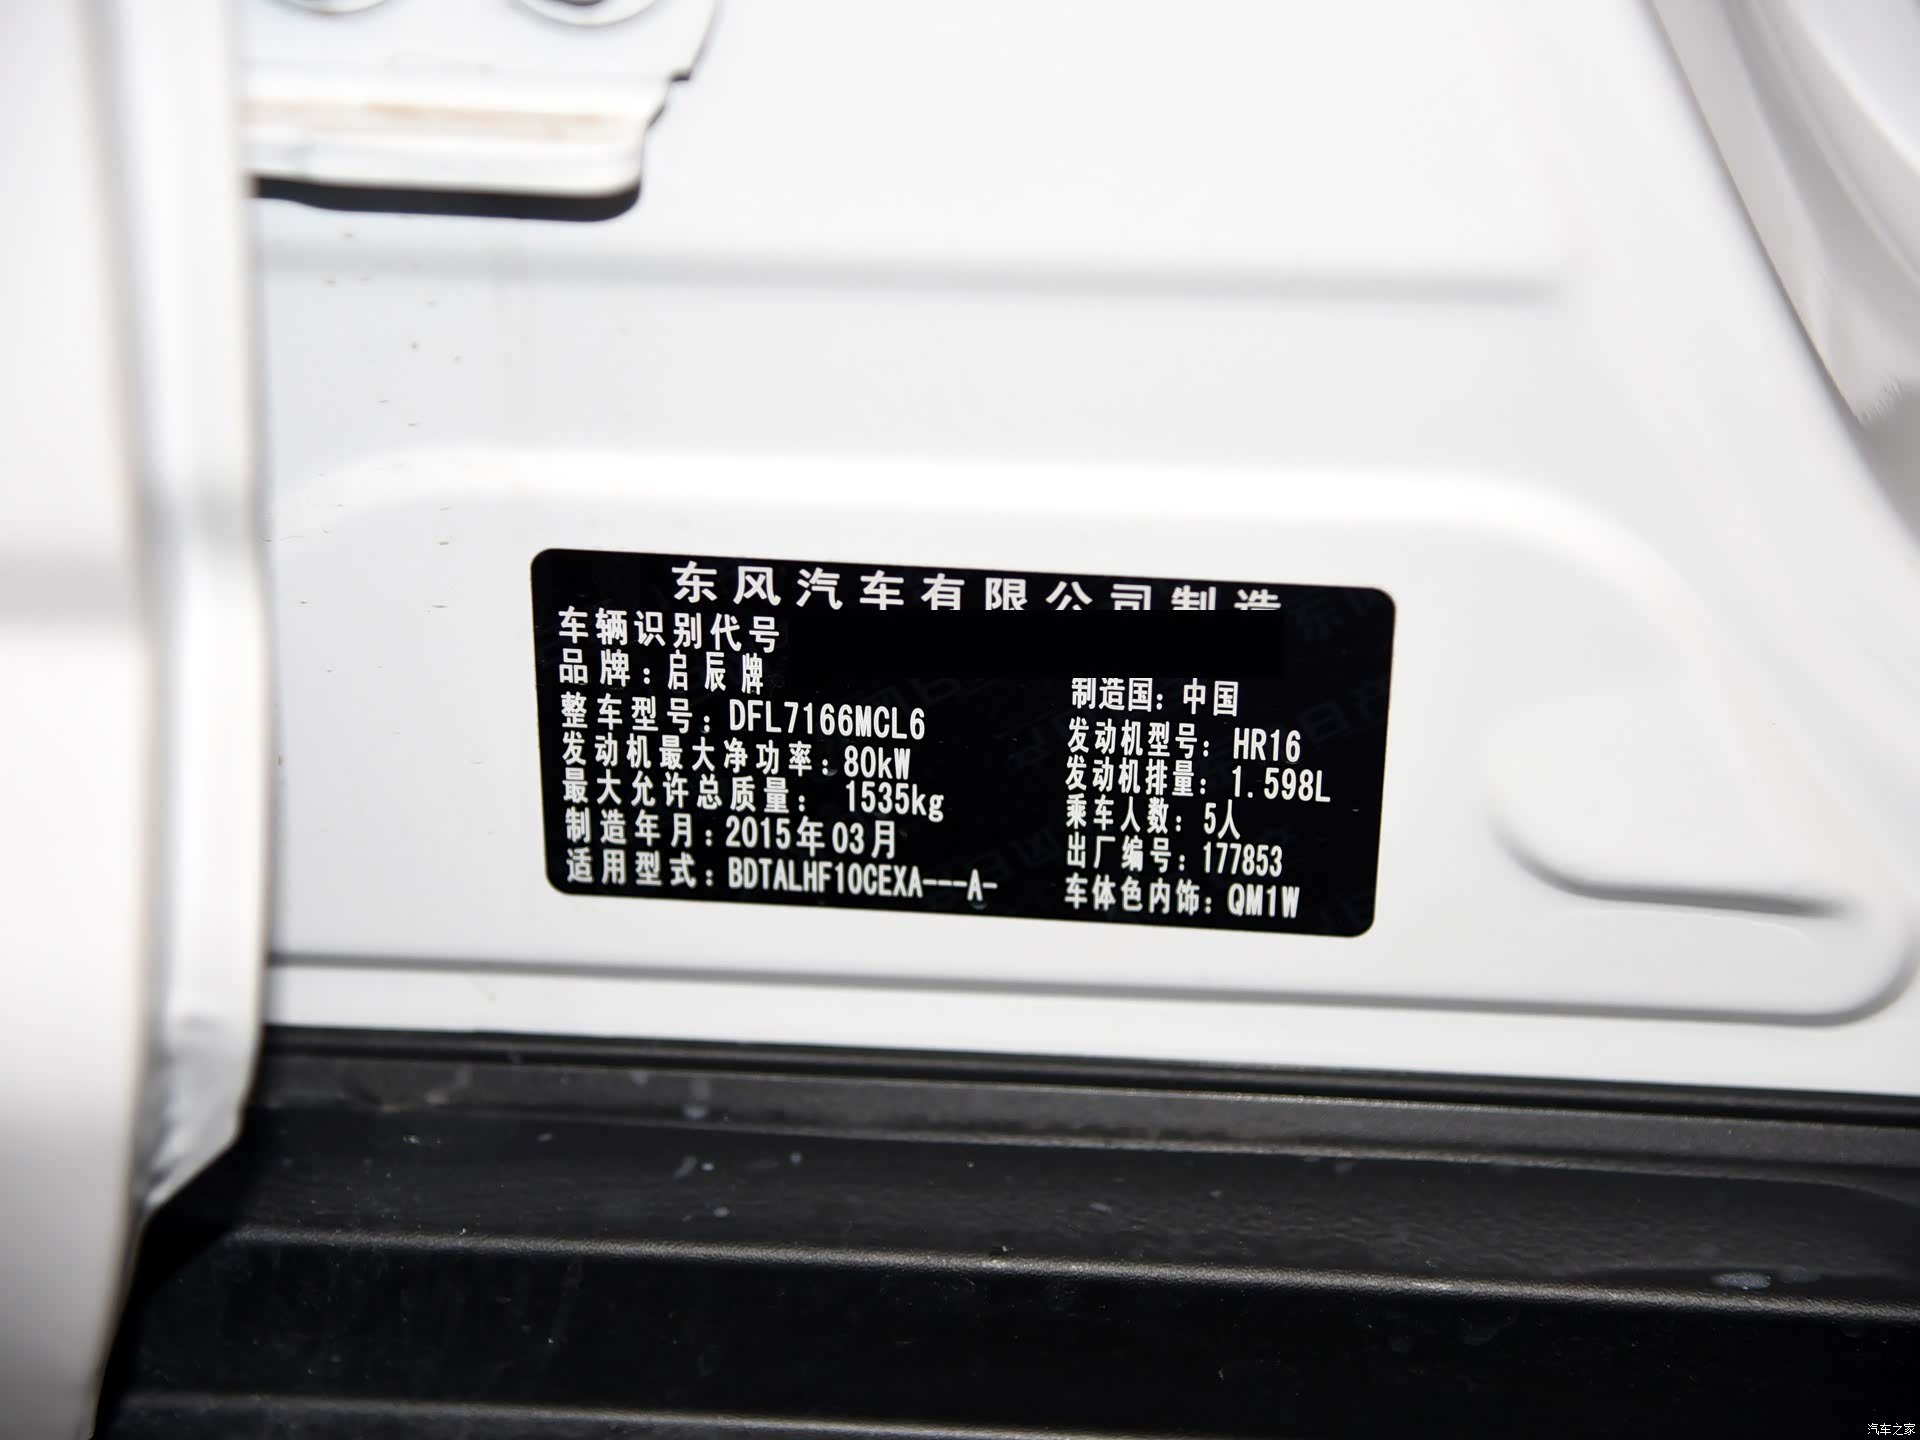 东风汽车有限公司制造
车辆识别代号
品牌：启辰牌 制造国：中国
整车型号：DFL7166MCL6 发动机型号：HR16
发动机最大净功率：80kW 发动机排量：1.598L
最大允许总质量：1535kg 乘车人数：5人
制造年月：2015年03月 出厂编号：177853
适用型式：BDTALHF10CEXA---A- 车体色内饰：QM1W
汽车之家